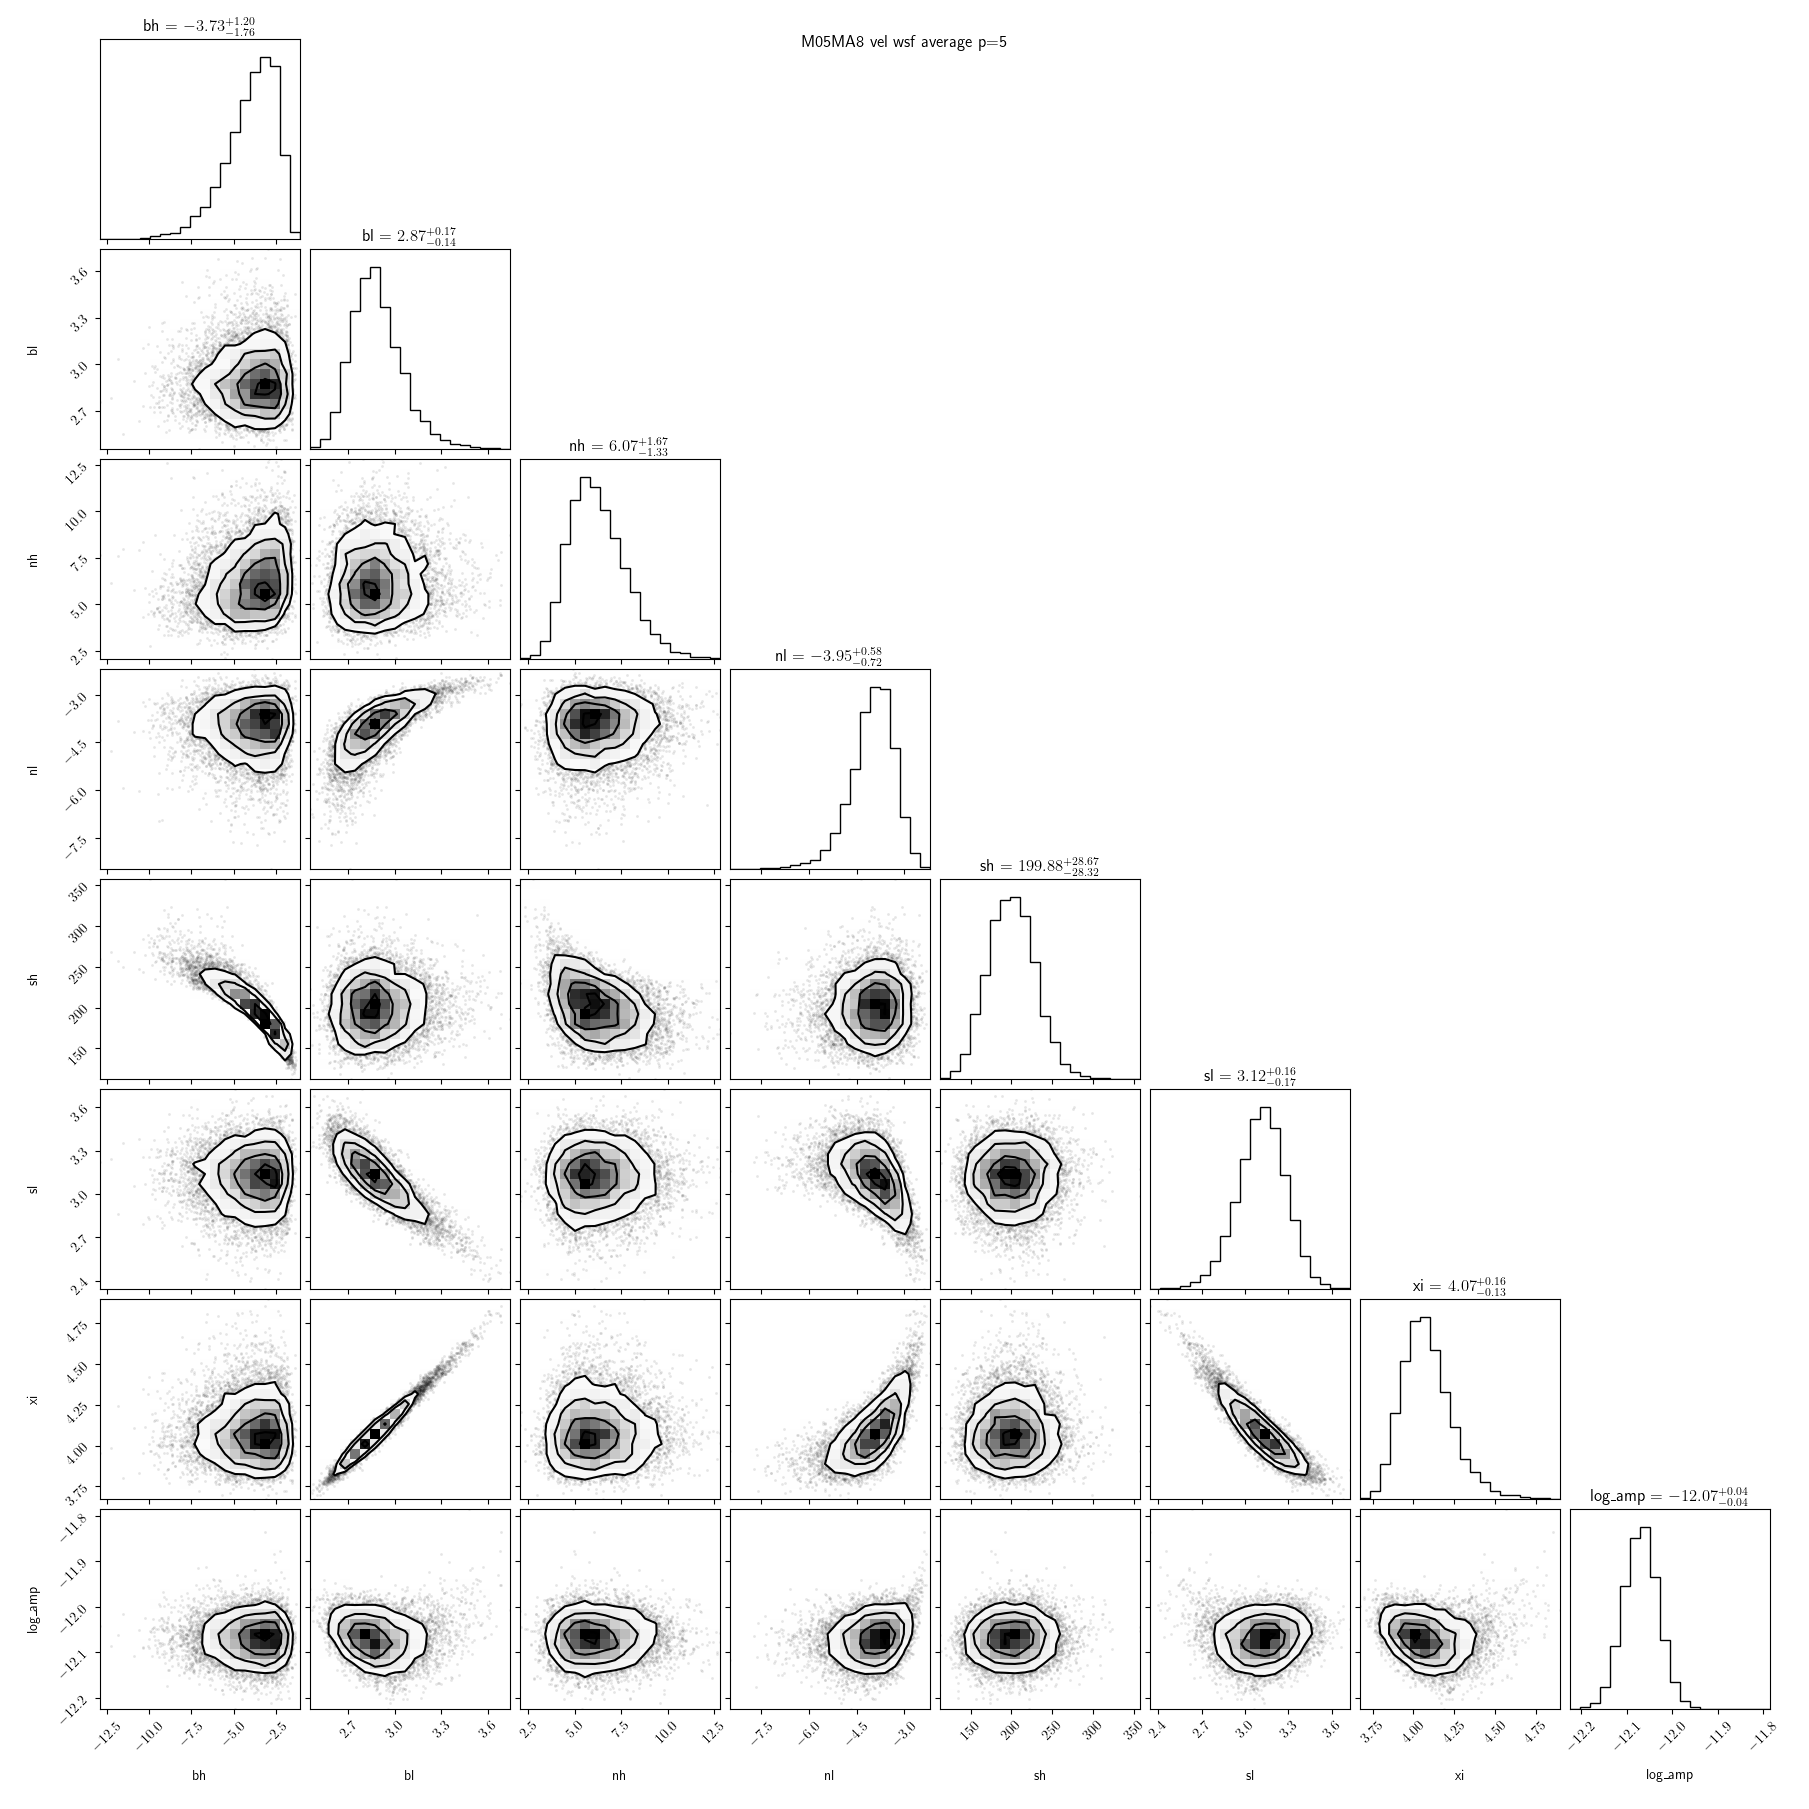 M05MA8 vel wsf average p=5
bh = −3.73+1.20−1.76
bl = 2.87+0.17−0.14
bl
3.6
3.3
3.0
2.7
nh = 6.07+1.67−1.33
nh
12.5
10.0
7.5
5.0
2.5
nl = −3.95+0.58−0.72
nl
−3.0
−4.5
−6.0
−7.5
sh = 199.88+28.67−28.32
sh
350
300
250
200
150
sl = 3.12+0.16−0.17
sl
3.6
3.3
3.0
2.7
2.4
xi = 4.07+0.16−0.13
xi
4.75
4.50
4.25
4.00
3.75
log_amp = −12.07+0.04−0.04
log_amp
−11.8
−11.9
−12.0
−12.1
−12.2
−12.5 −10.0 −7.5 −5.0 −2.5
2.7 3.0 3.3 3.6
2.5 5.0 7.5 10.0 12.5
−7.5 −6.0 −4.5 −3.0
150 200 250 300 350
2.4 2.7 3.0 3.3 3.6
3.75 4.00 4.25 4.50 4.75
−12.2 −12.1 −12.0 −11.9 −11.8
bh bl nh nl sh sl xi log_amp